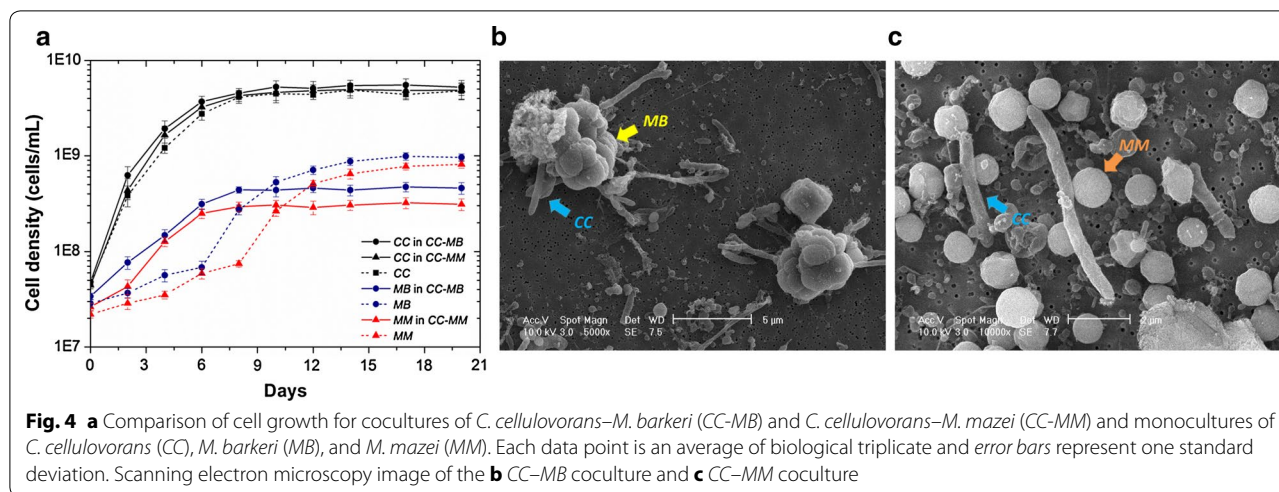 a
1E10
1E9
1E8
1E7
Cell density (cells/mL)
0 3 6 9 12 15 18 21
Days
CC in CC-MB
CC in CC-MM
CC
MB in CC-MB
MB
MM in CC-MM
MM
b
MB
CC
Acc.V Spot Magn Det WD
10.0 kV 3.0 5000x SE 7.5 5 µm
c
MM
CC
Acc.V Spot Magn Det WD
10.0 kV 3.0 10000x SE 7.7 2 µm
Fig. 4 a Comparison of cell growth for cocultures of C. cellulovorans–M. barkeri (CC-MB) and C. cellulovorans–M. mazei (CC-MM) and monocultures of
C. cellulovorans (CC), M. barkeri (MB), and M. mazei (MM). Each data point is an average of biological triplicate and error bars represent one standard
deviation. Scanning electron microscopy image of the b CC–MB coculture and c CC–MM coculture